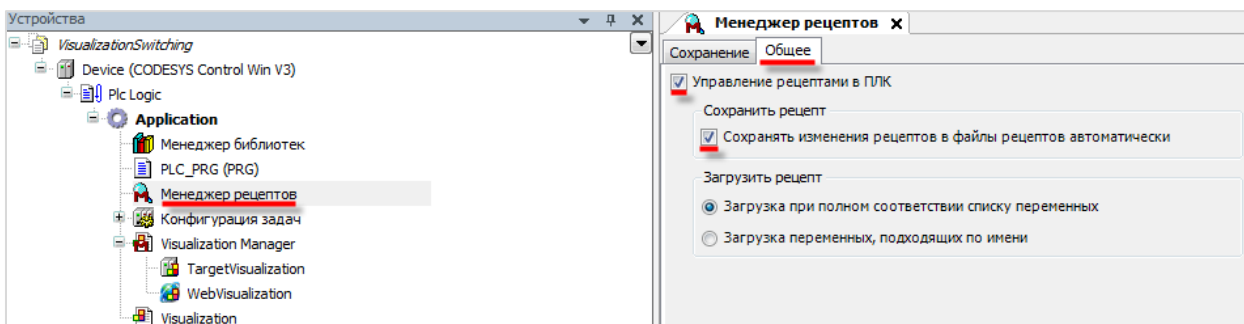 Устройства
VisualizationSwitching
Device (CODESYS Control Win V3)
Plc Logic
Application
Менеджер библиотек
PLC_PRG (PRG)
Менеджер рецептов
Конфигурация задач
Visualization Manager
TargetVisualization
WebVisualization
Visualization
Менеджер рецептов
Сохранение Общее
Управление рецептами в ПЛК
Сохранить рецепт
Сохранять изменения рецептов в файлы рецептов автоматически
Загрузить рецепт
Загрузка при полном соответствии списку переменных
Загрузка переменных, подходящих по имени